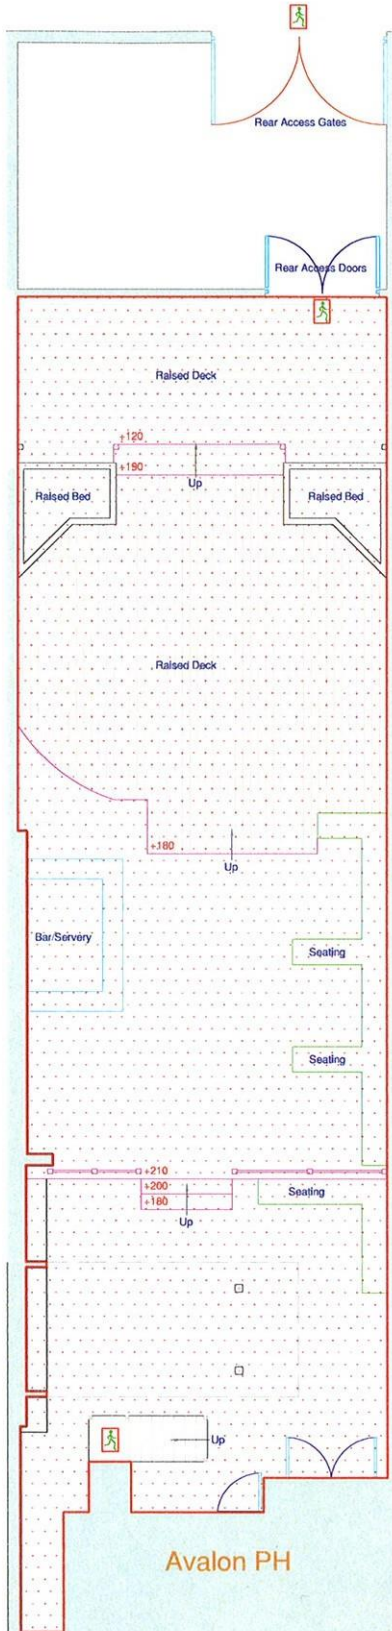 Rear Access Gates
Rear Access Doors
Raised Deck
+120
+190
Up
Raised Bed
Raised Bed
Raised Deck
+180
Up
Bar/Servery
Seating
Seating
+210
+200
+180
Up
Seating
Up
Avalon PH